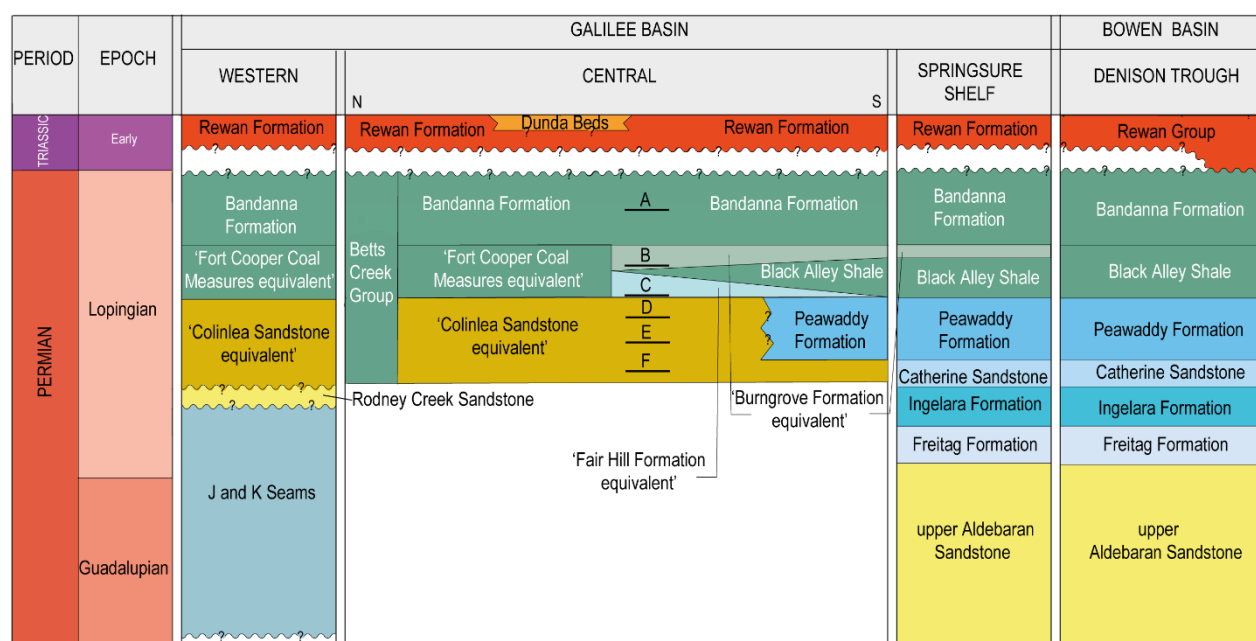 GALILEE BASIN
BOWEN BASIN
PERIOD
EPOCH
WESTERN
CENTRAL
N
S
SPRINGSURE
SHELF
DENISON TROUGH
TRIASSIC
Early
Rewan Formation
Rewan Formation
Dunda Beds
Rewan Formation
Rewan Formation
Rewan Group
? ?
? ? ? ?
? ?
?
?
? ?
? ?
? ?
? ?
?
PERMIAN
Lopingian
Guadalupian
Bandanna
Formation
'Fort Cooper Coal
Measures equivalent'
'Colinlea Sandstone
equivalent'
? ?
? ?
Rodney Creek Sandstone
J and K Seams
? ?
Betts
Creek
Group
Bandanna Formation
A
Bandanna Formation
'Fort Cooper Coal
Measures equivalent'
B
C
Black Alley Shale
'Colinlea Sandstone
equivalent'
D
E
F
?
?
Peawaddy
Formation
'Burngrove Formation
equivalent'
'Fair Hill Formation
equivalent'
Bandanna
Formation
Black Alley Shale
Peawaddy
Formation
Catherine Sandstone
Ingelara Formation
Freitag Formation
upper Aldebaran
Sandstone
Bandanna Formation
Black Alley Shale
Peawaddy Formation
Catherine Sandstone
Ingelara Formation
Freitag Formation
upper
Aldebaran Sandstone